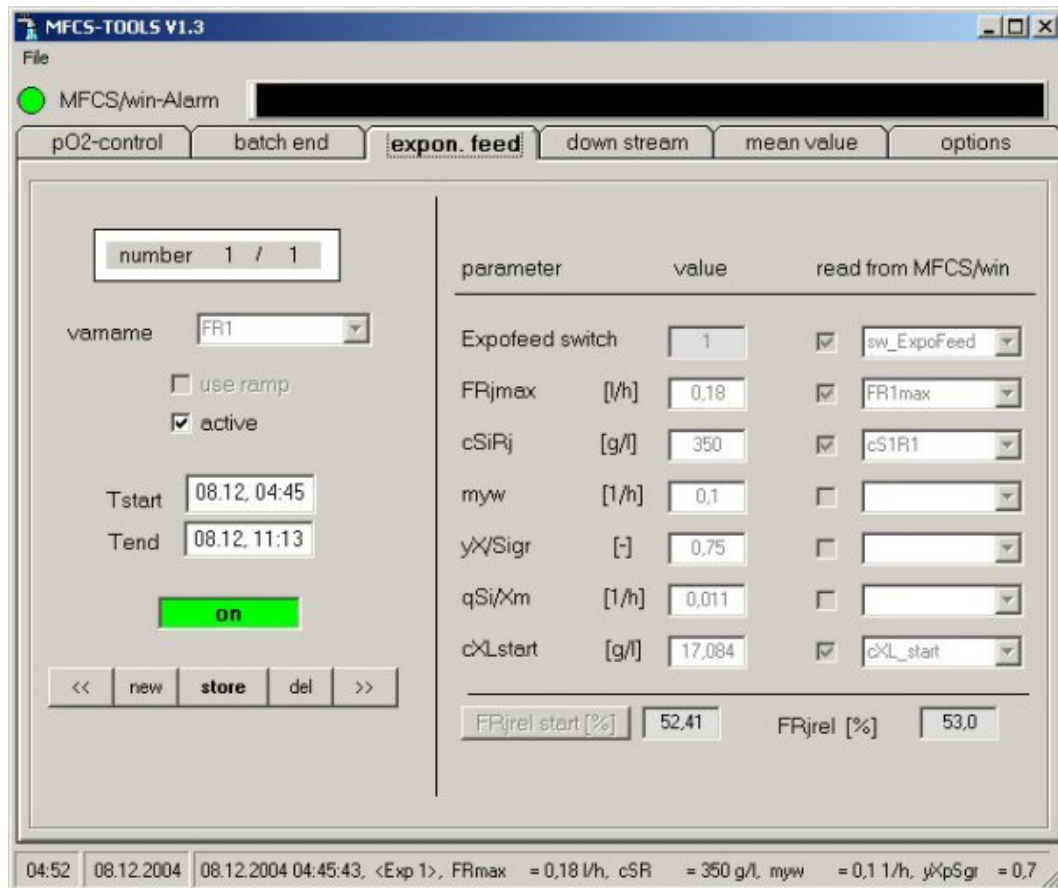 MFCS-TOOLS V1.3
File
MFCS/win-Alarm
pO2-control batch end expon. feed down stream mean value options
number 1 / 1
parameter value read from MFCS/win
varname FR1
Expofeed switch 1 sw_ExpoFeed
use ramp
FRjmax [l/h] 0,18 FR1max
active
cSiRj [g/l] 350 cS1R1
Tstart 08.12, 04:45
myw [1/h] 0,1
Tend 08.12, 11:13
yX/Sigr [-] 0,75
on
qSi/Xm [1/h] 0,011
cXLstart [g/l] 17,084 cXL_start
<< new store del >>
FRjrel start [%] 52,41 FRjrel [%] 53,0
04:52 08.12.2004 08.12.2004 04:45:43, <Exp 1>, FRmax = 0,18 l/h, cSR = 350 g/l, myw = 0,1 1/h, yXpSgr = 0,7